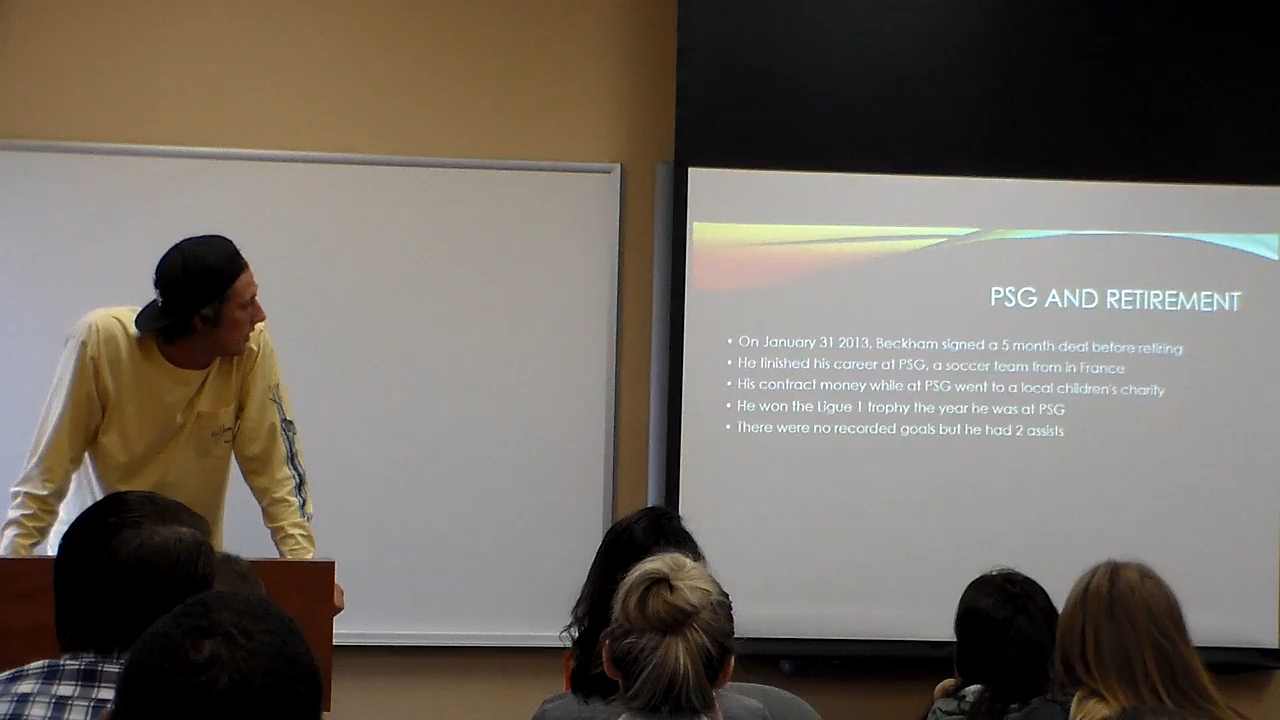 PSG AND RETIREMENT
• On January 31 2013, Beckham signed a 5 month deal before retiring
• He finished his career at PSG, a soccer team from in France
• His contract money while at PSG went to a local children's charity
• He won the Ligue 1 trophy the year he was at PSG
• There were no recorded goals but he had 2 assists